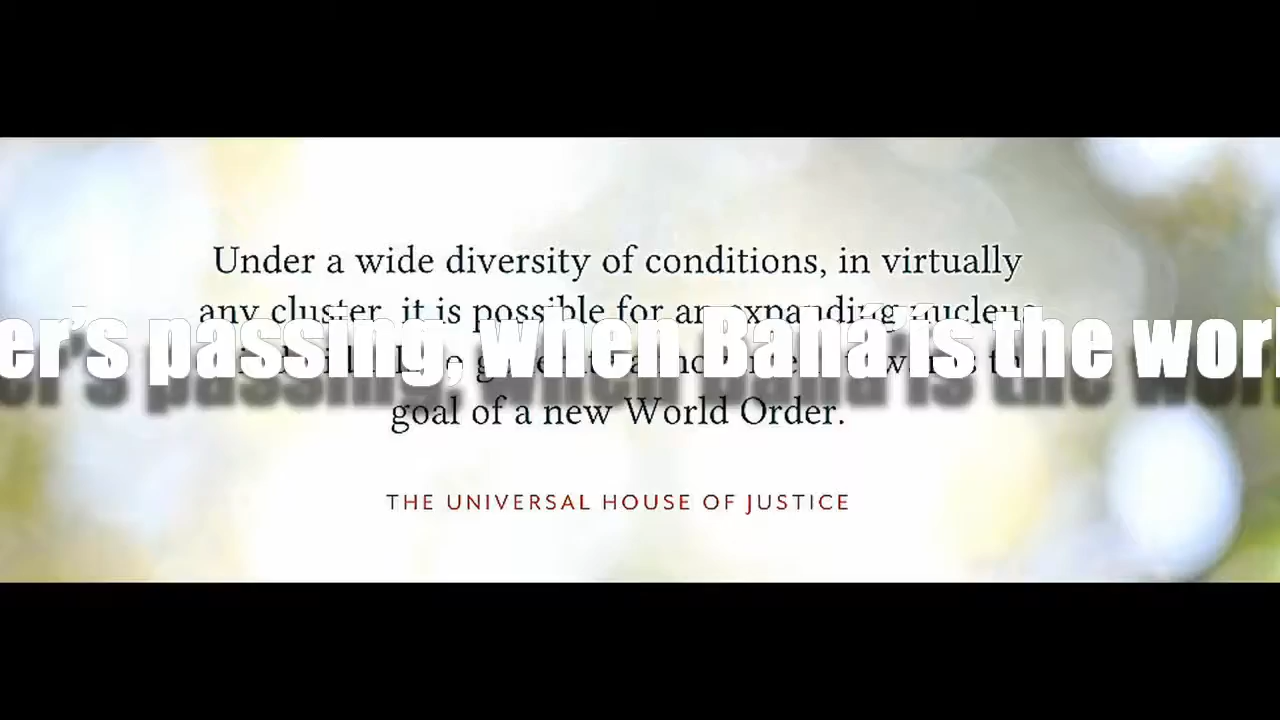 Under a wide diversity of conditions, in virtually
any cluster, it is possible for an expanding nucleus
er’s passing, when Bahá’is the wor
goal of a new World Order.
THE UNIVERSAL HOUSE OF JUSTICE